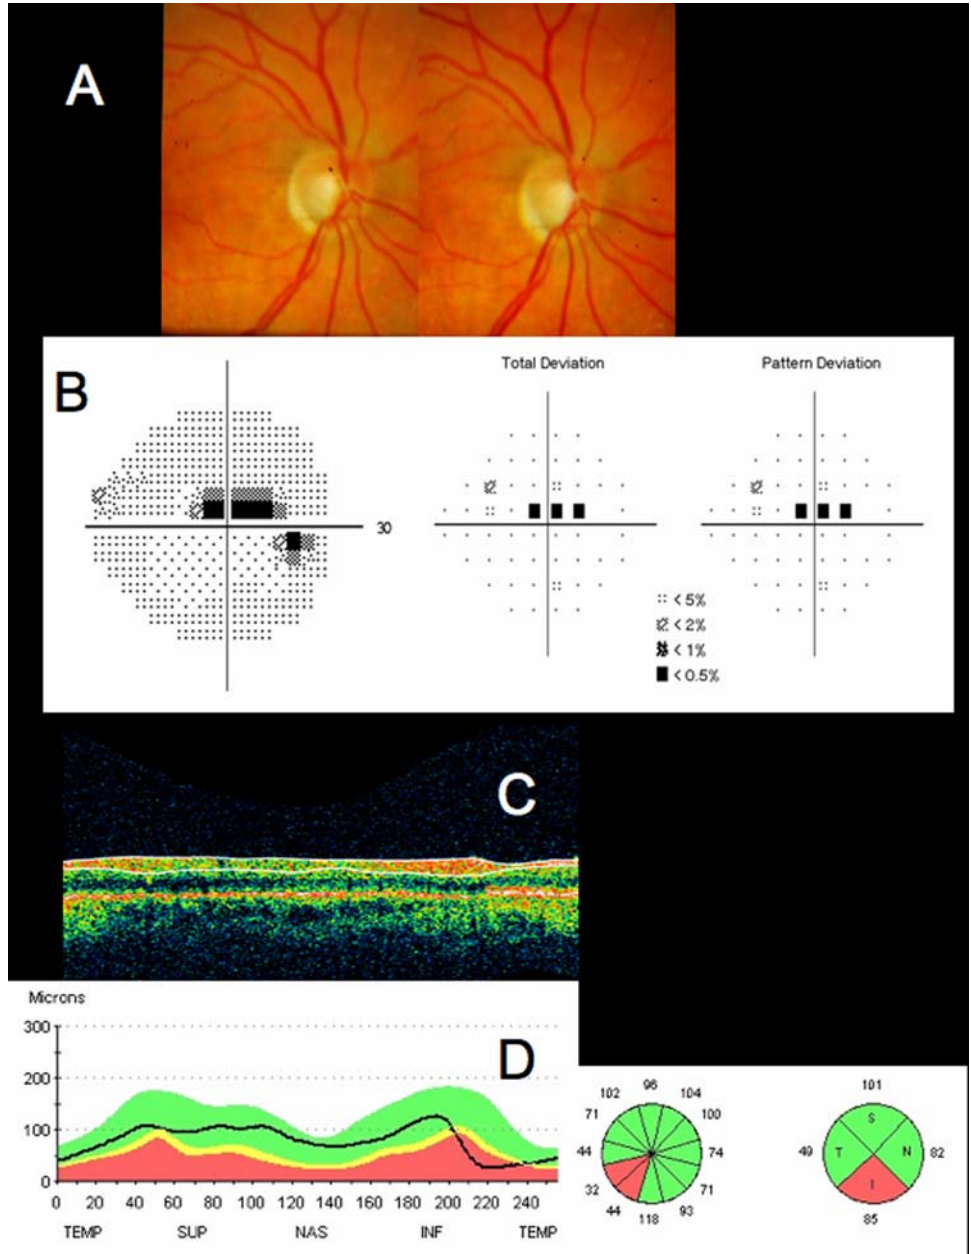 A
B
Total Deviation
Pattern Deviation
30
:: < 5%
< 2%
< 1%
< 0.5%
C
Microns
D
300
200
100
0
0 20 40 60 80 100 120 140 160 180 200 220 240
TEMP SUP NAS INF TEMP
96
102 104
71 100
44 74
32 71
44 93
118
101
S
49 T N 82
I
85